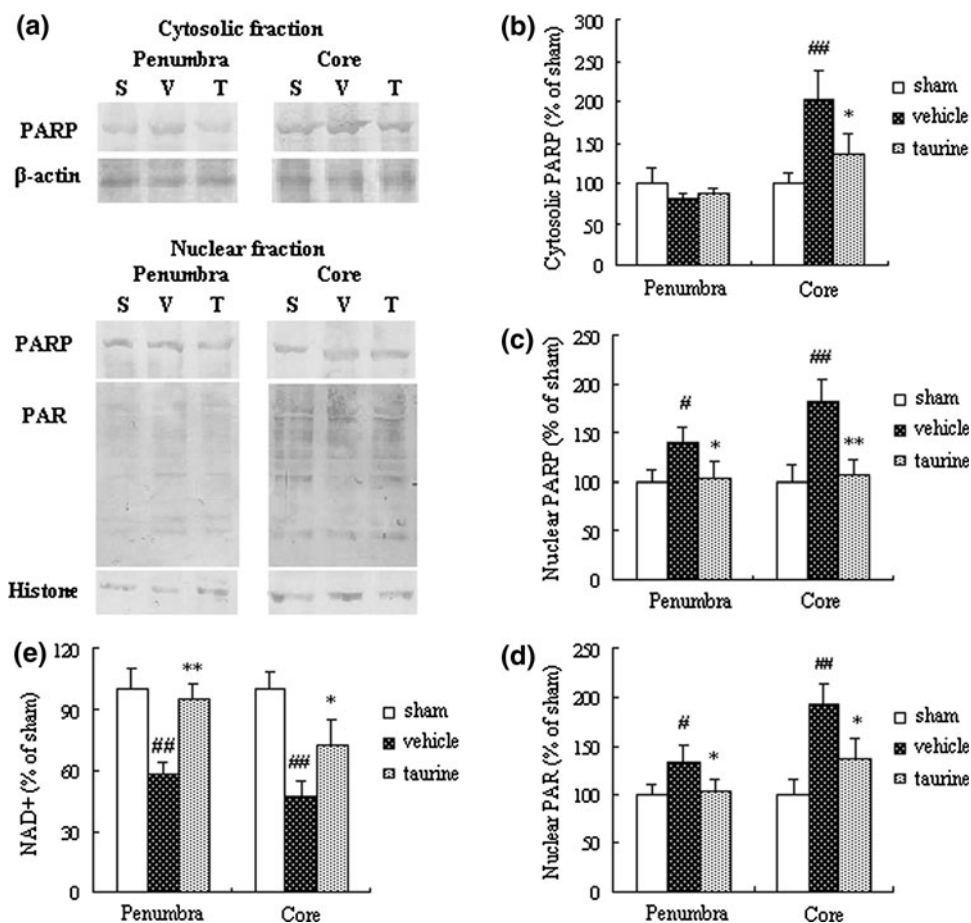 (a)
Cytosolic fraction
Penumbra Core
S V T S V T
PARP
β-actin
Nuclear fraction
Penumbra Core
S V T S V T
PARP
PAR
Histone
(b)
Cytosolic PARP (% of sham)
300
250
200
150
100
50
0
##
*
sham
vehicle
taurine
Penumbra Core
(c)
Nuclear PARP (% of sham)
250
200
150
100
50
0
#
*
##
**
sham
vehicle
taurine
Penumbra Core
(d)
Nuclear PAR (% of sham)
250
200
150
100
50
0
#
*
##
*
sham
vehicle
taurine
Penumbra Core
(e)
NAD+ (% of sham)
120
90
60
30
0
##
**
##
*
sham
vehicle
taurine
Penumbra Core